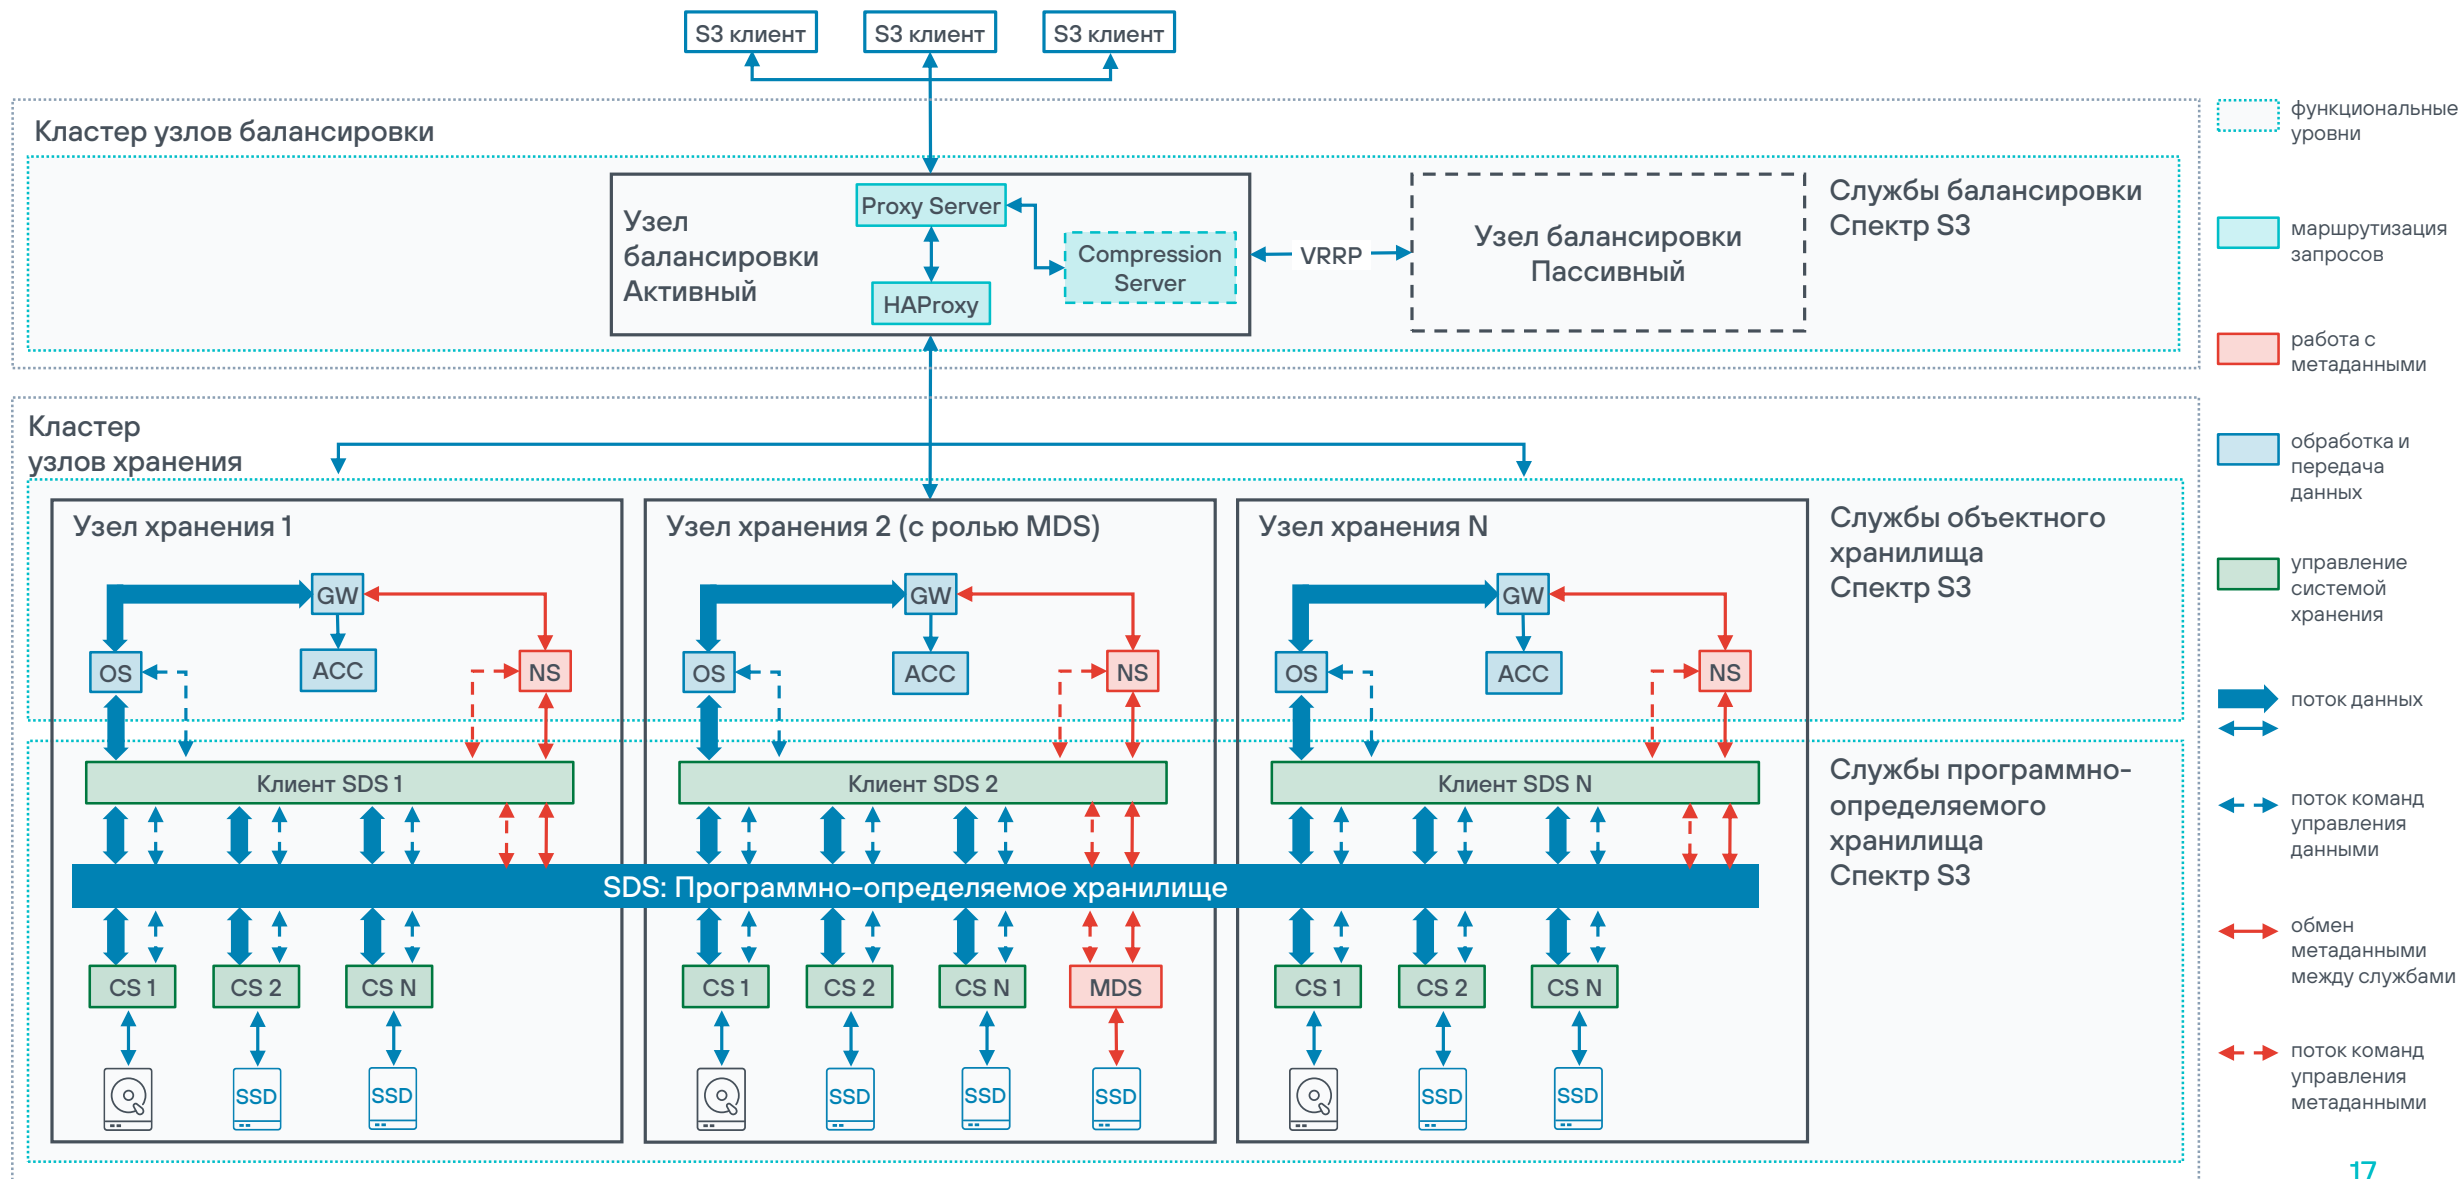 S3 клиент
S3 клиент
S3 клиент
Кластер узлов балансировки
Узел
балансировки
Активный
Proxy Server
HAProxy
Compression
Server
VRRP
Узел балансировки
Пассивный
Службы балансировки
Спектр S3
Кластер
узлов хранения
Узел хранения 1
GW
OS
ACC
NS
Клиент SDS 1
Узел хранения 2 (с ролью MDS)
GW
OS
ACC
NS
Клиент SDS 2
Узел хранения N
GW
OS
ACC
NS
Клиент SDS N
Службы объектного
хранилища
Спектр S3
SDS: Программно-определяемое хранилище
CS 1
CS 2
CS N
SSD
SSD
CS 1
CS 2
CS N
MDS
SSD
SSD
SSD
CS 1
CS 2
CS N
SSD
SSD
Службы программно-
определяемого
хранилища
Спектр S3
функциональные
уровни
маршрутизация
запросов
работа с
метаданными
обработка и
передача
данных
управление
системой
хранения
поток данных
поток команд
управления
данными
обмен
метаданными
между службами
поток команд
управления
метаданными
17